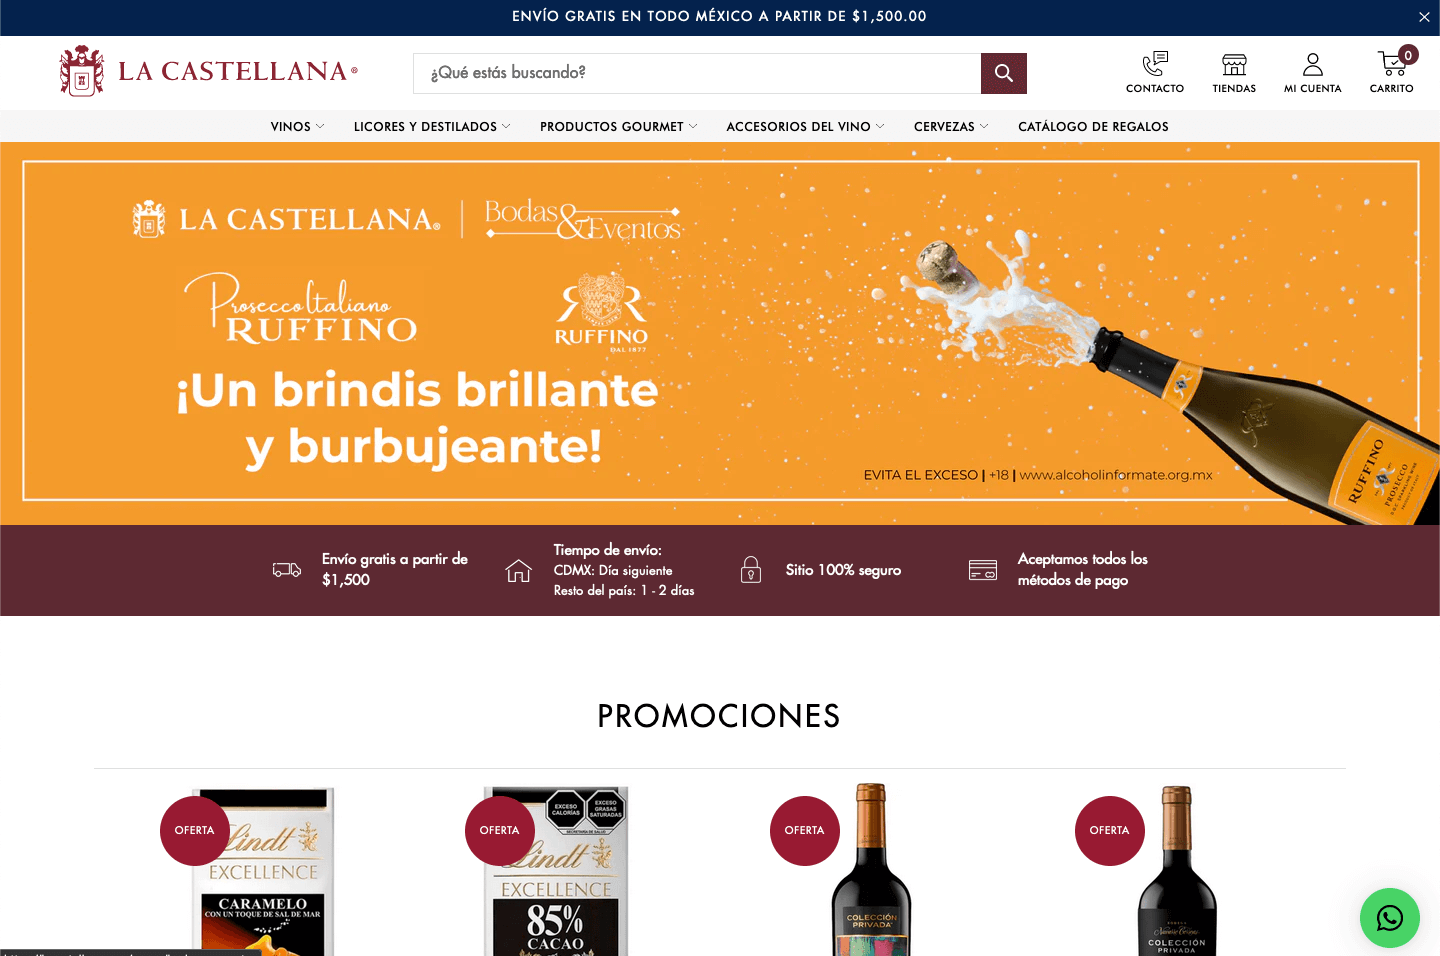 ENVÍO GRATIS EN TODO MÉXICO A PARTIR DE $1,500.00
LA CASTELLANA®
¿Qué estás buscando?
CONTACTO
TIENDAS
MI CUENTA
0
CARRITO
VINOS
LICORES Y DESTILADOS
PRODUCTOS GOURMET
ACCESORIOS DEL VINO
CERVEZAS
CATÁLOGO DE REGALOS
LA CASTELLANA®
Bodas & Eventos
Prosecco Italiano
RUFFINO
RUFFINO
DAL 1877
¡Un brindis brillante
y burbujeante!
EVITA EL EXCESO | +18 | www.alcoholinformate.org.mx
RUFFINO
PROSECCO
Envío gratis a partir de
$1,500
Tiempo de envío:
CDMX: Día siguiente
Resto del país: 1 - 2 días
Sitio 100% seguro
Aceptamos todos los
métodos de pago
PROMOCIONES
OFERTA
Lindt
EXCELLENCE
CARAMELO
CON UN TOQUE DE SAL DE MAR
OFERTA
EXCESO
CALORÍAS
EXCESO
GRASAS
SATURADAS
SECRETARÍA DE SALUD
Lindt
EXCELLENCE
85%
CACAO
OFERTA
COLECCIÓN
PRIVADA
OFERTA
COLECCIÓN
PRIVADA